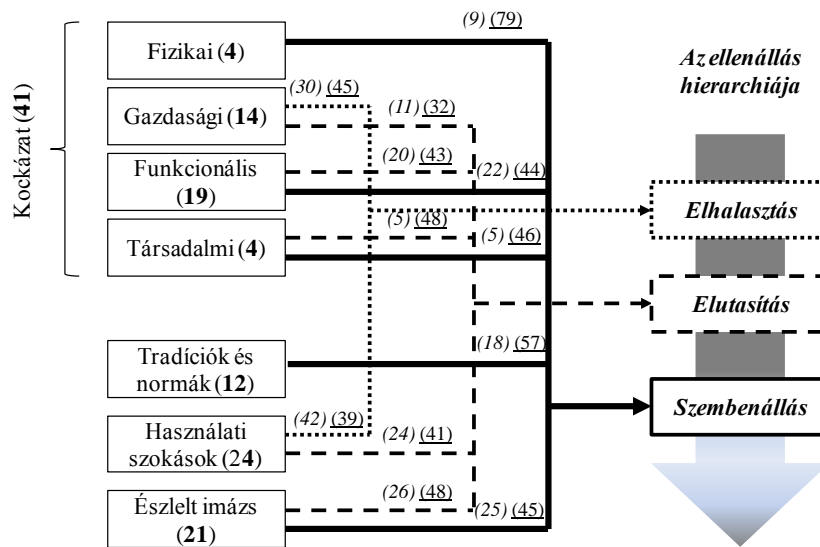 (9) (79)
Fizikai (4)
Az ellenállás
hierarchiája
Kockázat (41)
(30) (45)
Gazdasági (14)
(11) (32)
(20) (43)
Funkcionális
(19)
(22) (44)
Elhalasztás
(5) (48)
Társadalmi (4)
(5) (46)
Elutasítás
(18) (57)
Tradíciók és
normák (12)
Szembenállás
(42) (39)
Használati
szokások (24)
(24) (41)
(26) (48)
Észlelt imázs
(21)
(25) (45)